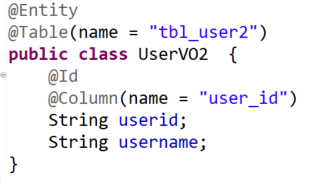 @Entity
@Table(name = "tbl_user2")
public class UserVO2  {
    @Id
    @Column(name = "user_id")
    String userid;
    String username;
}